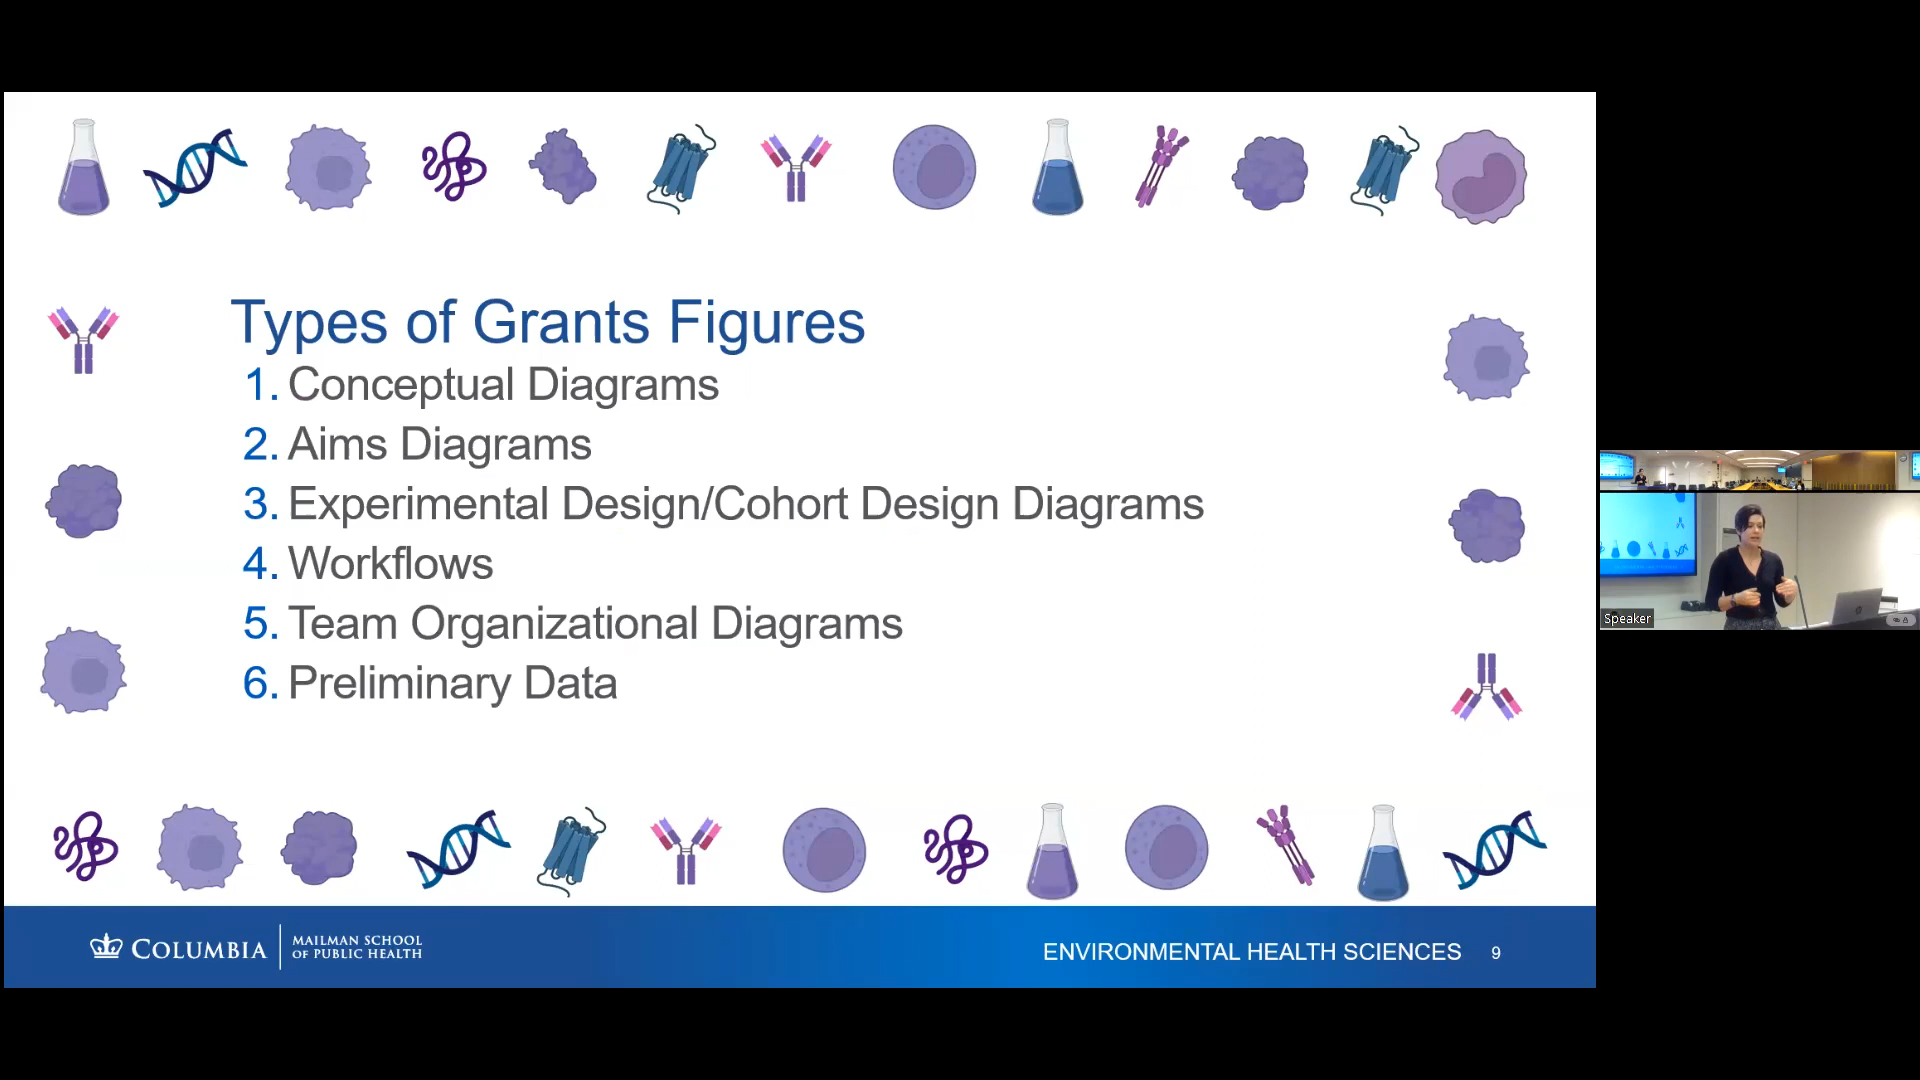 Types of Grants Figures
1. Conceptual Diagrams
2. Aims Diagrams
3. Experimental Design/Cohort Design Diagrams
4. Workflows
5. Team Organizational Diagrams
6. Preliminary Data
COLUMBIA
MAILMAN SCHOOL
OF PUBLIC HEALTH
ENVIRONMENTAL HEALTH SCIENCES 9
Speaker